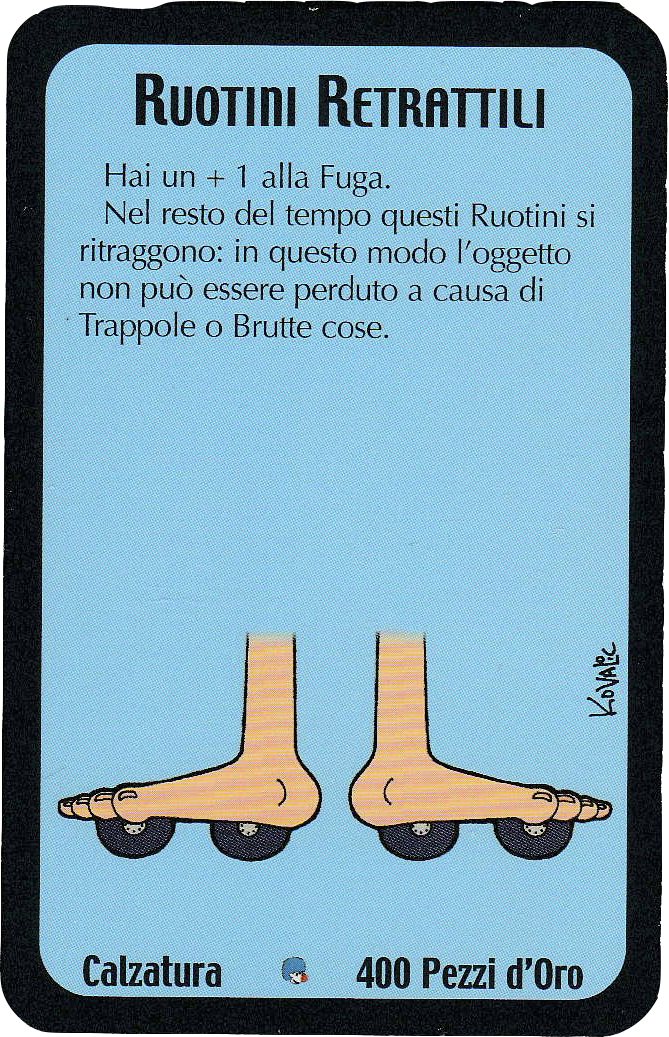 Ruotini Retrattili
Hai un + 1 alla Fuga.
Nel resto del tempo questi Ruotini si
ritraggono: in questo modo l'oggetto
non può essere perduto a causa di
Trappole o Brutte cose.
Kovalic
Calzatura 400 Pezzi d'Oro